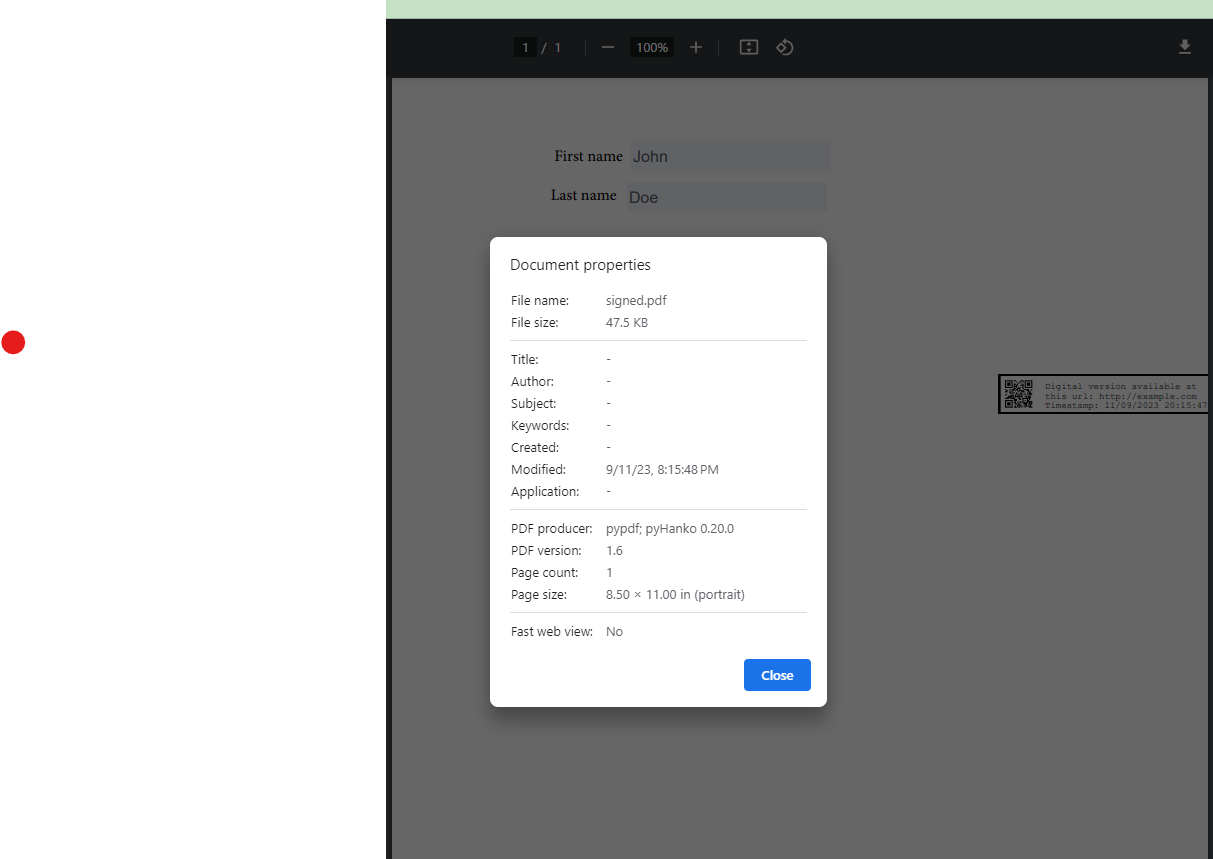 1 / 1 100%
First name John
Last name Doe
Document properties
File name: signed.pdf
File size: 47.5 KB
Title: -
Author: -
Subject: -
Keywords: -
Created: -
Modified: 9/11/23, 8:15:48 PM
Application: -
PDF producer: pypdf; pyHanko 0.20.0
PDF version: 1.6
Page count: 1
Page size: 8.50 × 11.00 in (portrait)
Fast web view: No
Close
Digital version available at
this url: http://example.com
Timestamp: 11/09/2023 20:15:47